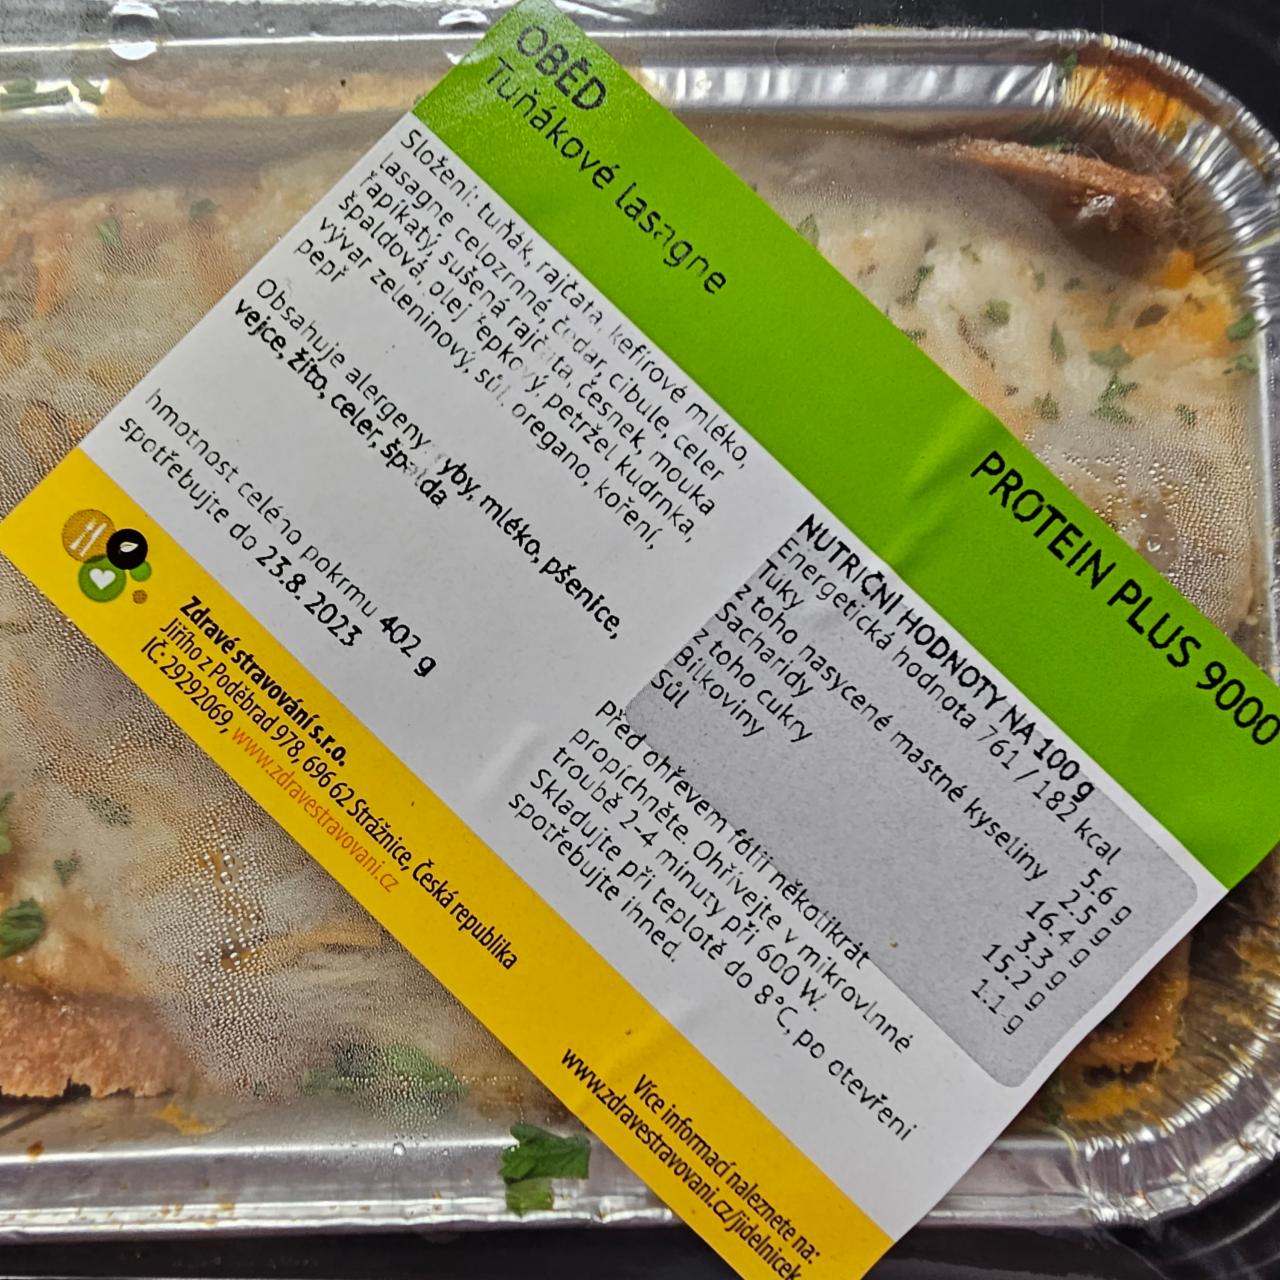 OBĚD
Tuňákové lasagne
PROTEIN PLUS 9000
Složení: tuňák, rajčata, kefírové mléko,
lasagne celozrnné, čedar, cibule, celer
řapíkatý, sušená rajčata, česnek, mouka
špaldová, olej řepkový, petržel kudrnka,
vývar zeleninový, sůl, oregano, koření,
pepř
Obsahuje alergeny: ryby, mléko, pšenice,
vejce, žito, celer, špalda
hmotnost celého pokrmu 402 g
spotřebujte do 23.8. 2023
NUTRIČNÍ HODNOTY NA 100 g
Energetická hodnota 761 / 182 kcal
Tuky 5.6 g
z toho nasycené mastné kyseliny 2.5 g
Sacharidy 16.4 g
z toho cukry 3.3 g
Bílkoviny 15.2 g
Sůl 1.1 g
Před ohřevem fólii několikrát
propíchněte. Ohřívejte v mikrovlnné
troubě 2-4 minuty při 600 W.
Skladujte při teplotě do 8°C, po otevření
spotřebujte ihned.
Zdravé stravování s.r.o.
Jiřího z Poděbrad 978, 696 62 Strážnice, Česká republika
IČ: 29292069, www.zdravestravovani.cz
Více informací naleznete na:
www.zdravestravovani.cz/jidelnicek